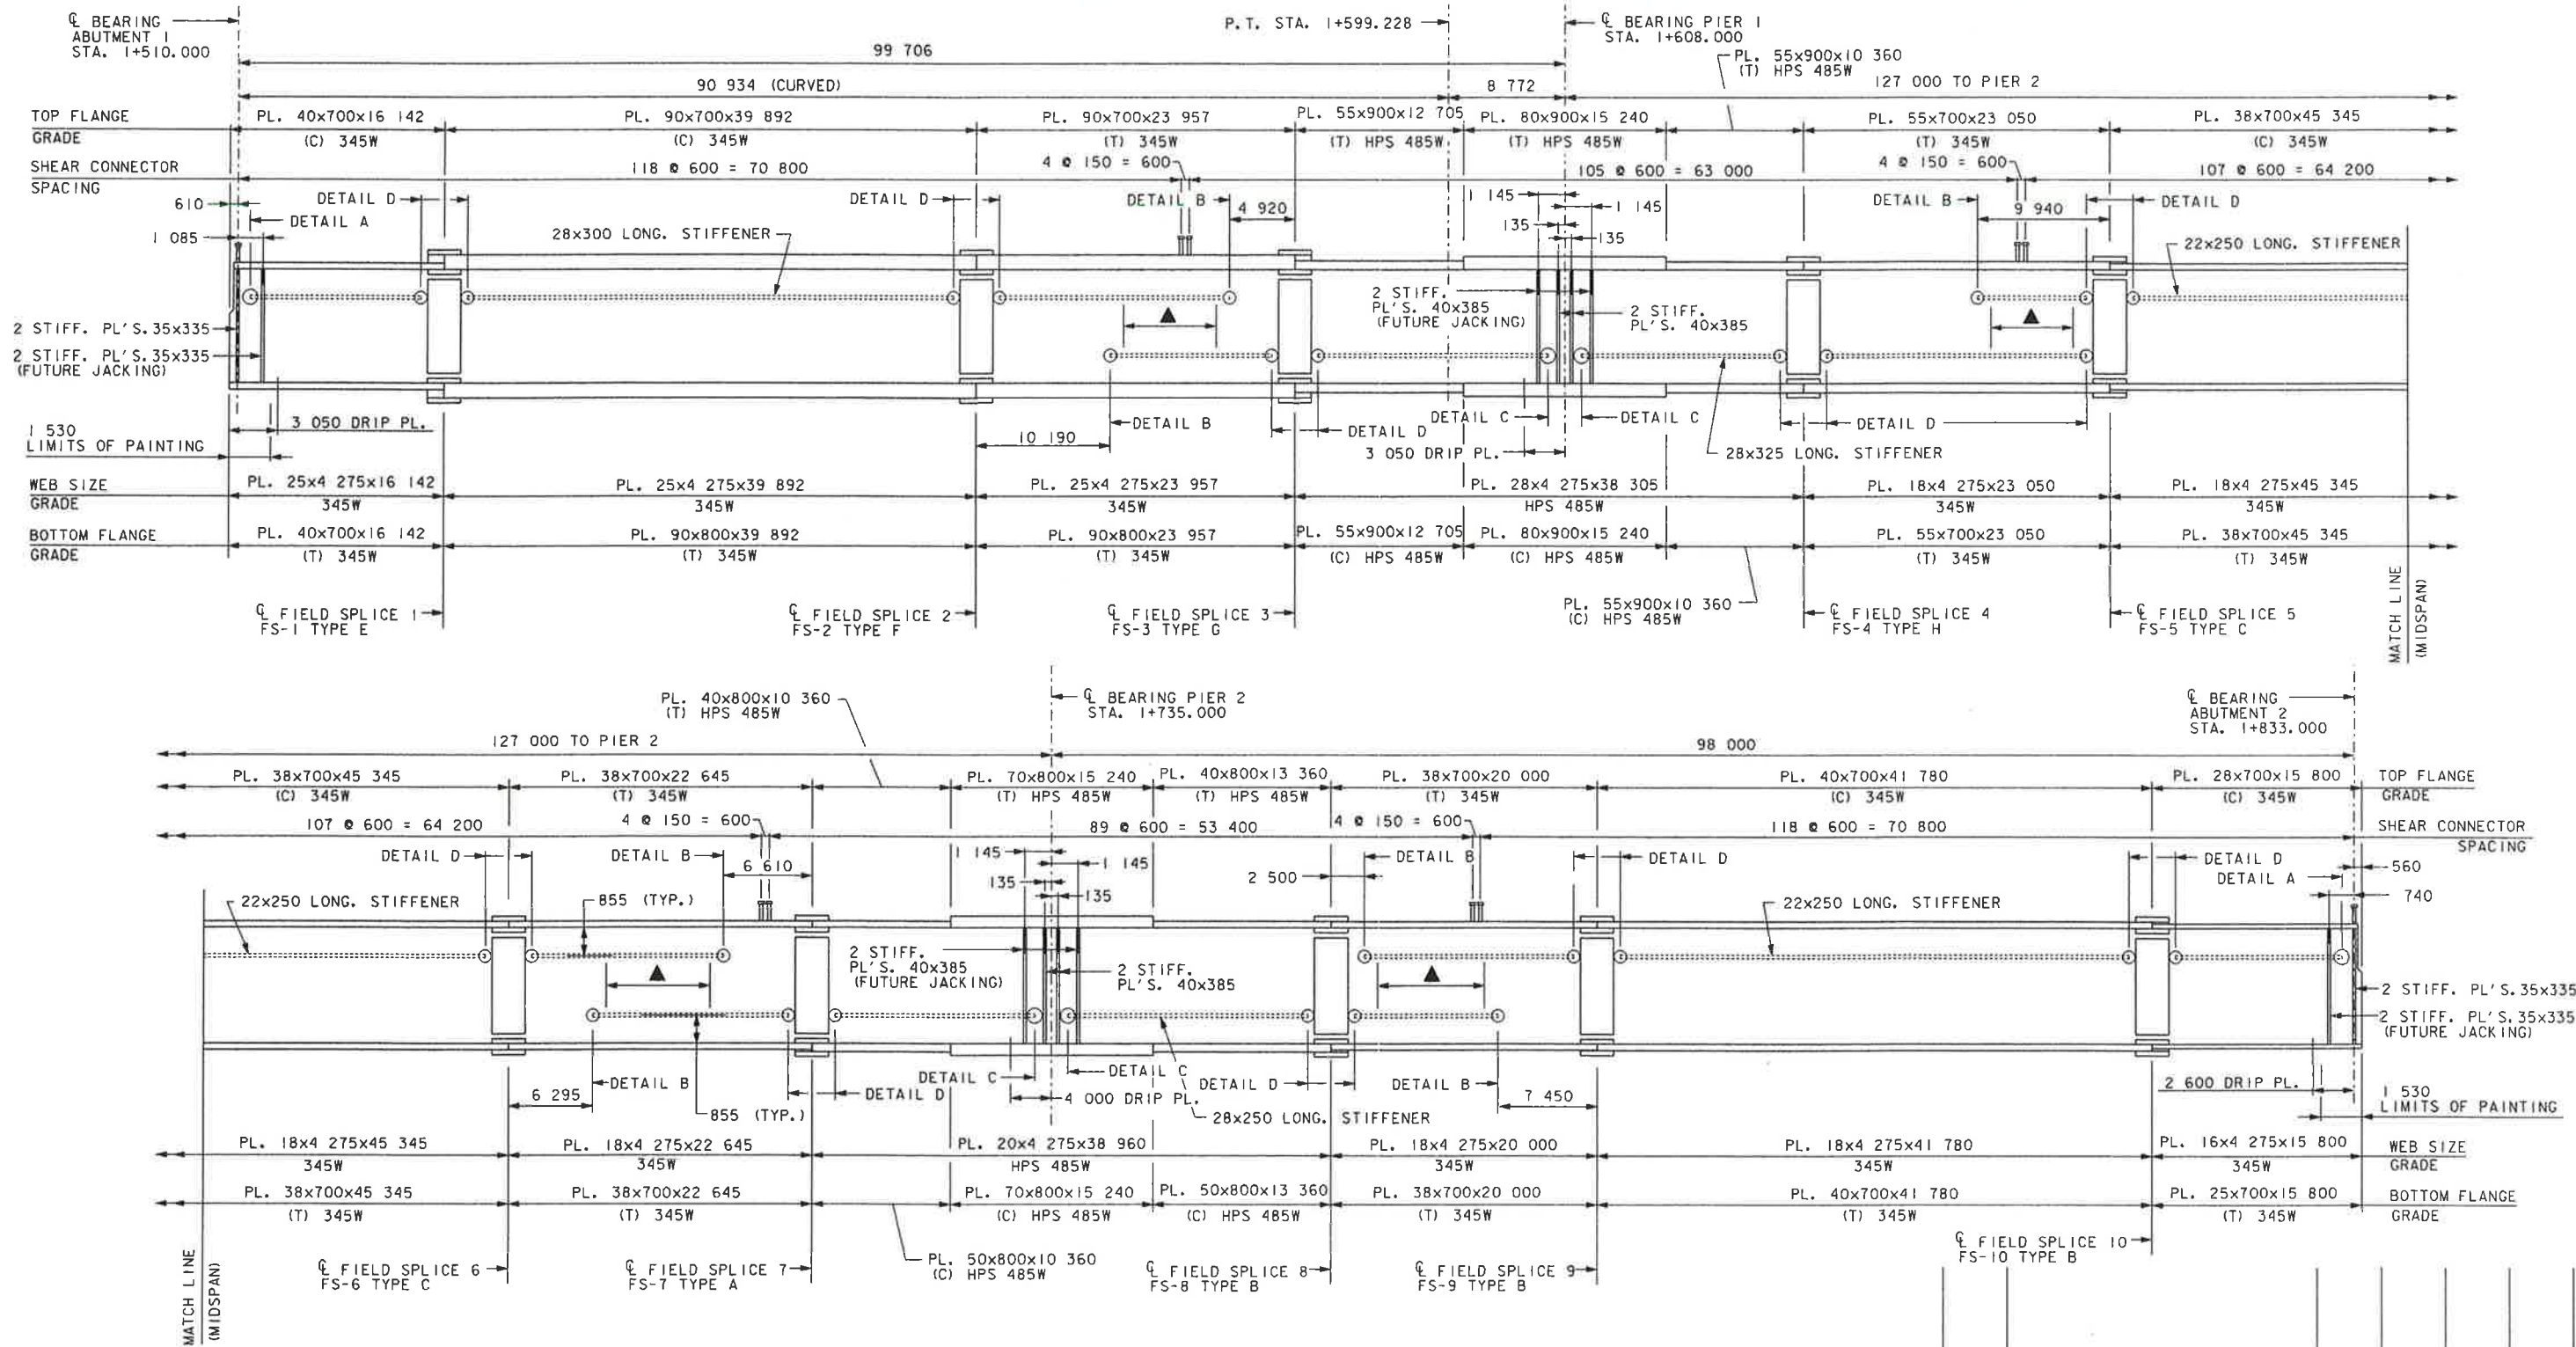 ℄ BEARING
ABUTMENT 1
STA. 1+510.000
P.T. STA. 1+599.228
℄ BEARING PIER 1
STA. 1+608.000
99 706
PL. 55x900x10 360
(T) HPS 485W
90 934 (CURVED)
8 772
127 000 TO PIER 2
TOP FLANGE
GRADE
PL. 40x700x16 142
(C) 345W
PL. 90x700x39 892
(C) 345W
PL. 90x700x23 957
(T) 345W
PL. 55x900x12 705
(T) HPS 485W
PL. 80x900x15 240
(T) HPS 485W
PL. 55x700x23 050
(T) 345W
PL. 38x700x45 345
(C) 345W
SHEAR CONNECTOR
SPACING
118 @ 600 = 70 800
4 @ 150 = 600
105 @ 600 = 63 000
4 @ 150 = 600
107 @ 600 = 64 200
610
DETAIL A
DETAIL D
DETAIL D
DETAIL B
4 920
1 145
1 145
135
135
DETAIL B
9 940
DETAIL D
1 085
28x300 LONG. STIFFENER
22x250 LONG. STIFFENER
2 STIFF. PL'S. 35x335
2 STIFF. PL'S. 35x335
(FUTURE JACKING)
2 STIFF.
PL'S. 40x385
(FUTURE JACKING)
2 STIFF.
PL'S. 40x385
3 050 DRIP PL.
1 530
LIMITS OF PAINTING
10 190
DETAIL B
DETAIL D
DETAIL C
DETAIL C
3 050 DRIP PL.
DETAIL D
28x325 LONG. STIFFENER
WEB SIZE
GRADE
PL. 25x4 275x16 142
345W
PL. 25x4 275x39 892
345W
PL. 25x4 275x23 957
345W
PL. 28x4 275x38 305
HPS 485W
PL. 18x4 275x23 050
345W
PL. 18x4 275x45 345
345W
BOTTOM FLANGE
GRADE
PL. 40x700x16 142
(T) 345W
PL. 90x800x39 892
(T) 345W
PL. 90x800x23 957
(T) 345W
PL. 55x900x12 705
(C) HPS 485W
PL. 80x900x15 240
(C) HPS 485W
PL. 55x700x23 050
(T) 345W
PL. 38x700x45 345
(T) 345W
℄ FIELD SPLICE 1
FS-1 TYPE E
℄ FIELD SPLICE 2
FS-2 TYPE F
℄ FIELD SPLICE 3
FS-3 TYPE G
PL. 55x900x10 360
(C) HPS 485W
℄ FIELD SPLICE 4
FS-4 TYPE H
℄ FIELD SPLICE 5
FS-5 TYPE C
MATCH LINE
(MIDSPAN)
PL. 40x800x10 360
(T) HPS 485W
℄ BEARING PIER 2
STA. 1+735.000
℄ BEARING
ABUTMENT 2
STA. 1+833.000
127 000 TO PIER 2
98 000
PL. 38x700x45 345
(C) 345W
PL. 38x700x22 645
(T) 345W
PL. 70x800x15 240
(T) HPS 485W
PL. 40x800x13 360
(T) HPS 485W
PL. 38x700x20 000
(T) 345W
PL. 40x700x41 780
(C) 345W
PL. 28x700x15 800
(C) 345W
TOP FLANGE
GRADE
107 @ 600 = 64 200
4 @ 150 = 600
89 @ 600 = 53 400
4 @ 150 = 600
118 @ 600 = 70 800
SHEAR CONNECTOR
SPACING
DETAIL D
DETAIL B
6 610
1 145
1 145
135
135
2 500
DETAIL B
DETAIL D
DETAIL D
DETAIL A
560
740
22x250 LONG. STIFFENER
855 (TYP.)
22x250 LONG. STIFFENER
2 STIFF.
PL'S. 40x385
(FUTURE JACKING)
2 STIFF.
PL'S. 40x385
2 STIFF. PL'S. 35x335
2 STIFF. PL'S. 35x335
(FUTURE JACKING)
6 295
DETAIL B
855 (TYP.)
DETAIL D
DETAIL C
DETAIL C
4 000 DRIP PL.
28x250 LONG. STIFFENER
DETAIL D
DETAIL B
7 450
2 600 DRIP PL.
1 530
LIMITS OF PAINTING
PL. 18x4 275x45 345
345W
PL. 18x4 275x22 645
345W
PL. 20x4 275x38 960
HPS 485W
PL. 18x4 275x20 000
345W
PL. 18x4 275x41 780
345W
PL. 16x4 275x15 800
345W
WEB SIZE
GRADE
PL. 38x700x45 345
(T) 345W
PL. 38x700x22 645
(T) 345W
PL. 70x800x15 240
(C) HPS 485W
PL. 50x800x13 360
(C) HPS 485W
PL. 38x700x20 000
(T) 345W
PL. 40x700x41 780
(T) 345W
PL. 25x700x15 800
(T) 345W
BOTTOM FLANGE
GRADE
MATCH LINE
(MIDSPAN)
℄ FIELD SPLICE 6
FS-6 TYPE C
℄ FIELD SPLICE 7
FS-7 TYPE A
PL. 50x800x10 360
(C) HPS 485W
℄ FIELD SPLICE 8
FS-8 TYPE B
℄ FIELD SPLICE 9
FS-9 TYPE B
℄ FIELD SPLICE 10
FS-10 TYPE B